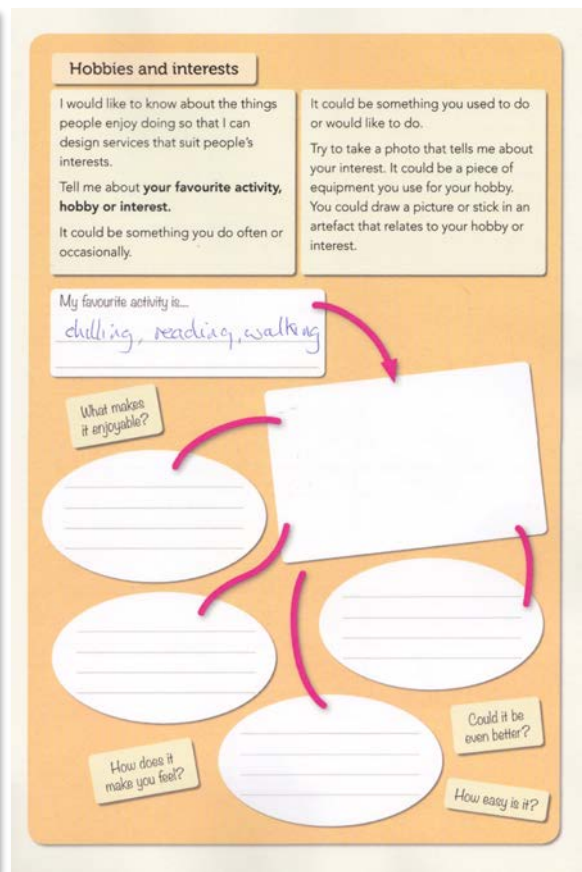 Hobbies and interests
I would like to know about the things
people enjoy doing so that I can
design services that suit people's
interests.
Tell me about your favourite activity,
hobby or interest.
It could be something you do often or
occasionally.
It could be something you used to do
or would like to do.
Try to take a photo that tells me about
your interest. It could be a piece of
equipment you use for your hobby.
You could draw a picture or stick in an
artefact that relates to your hobby or
interest.
My favourite activity is...
chilling, reading, walking
What makes
it enjoyable?
Could it be
even better?
How does it
make you feel?
How easy is it?